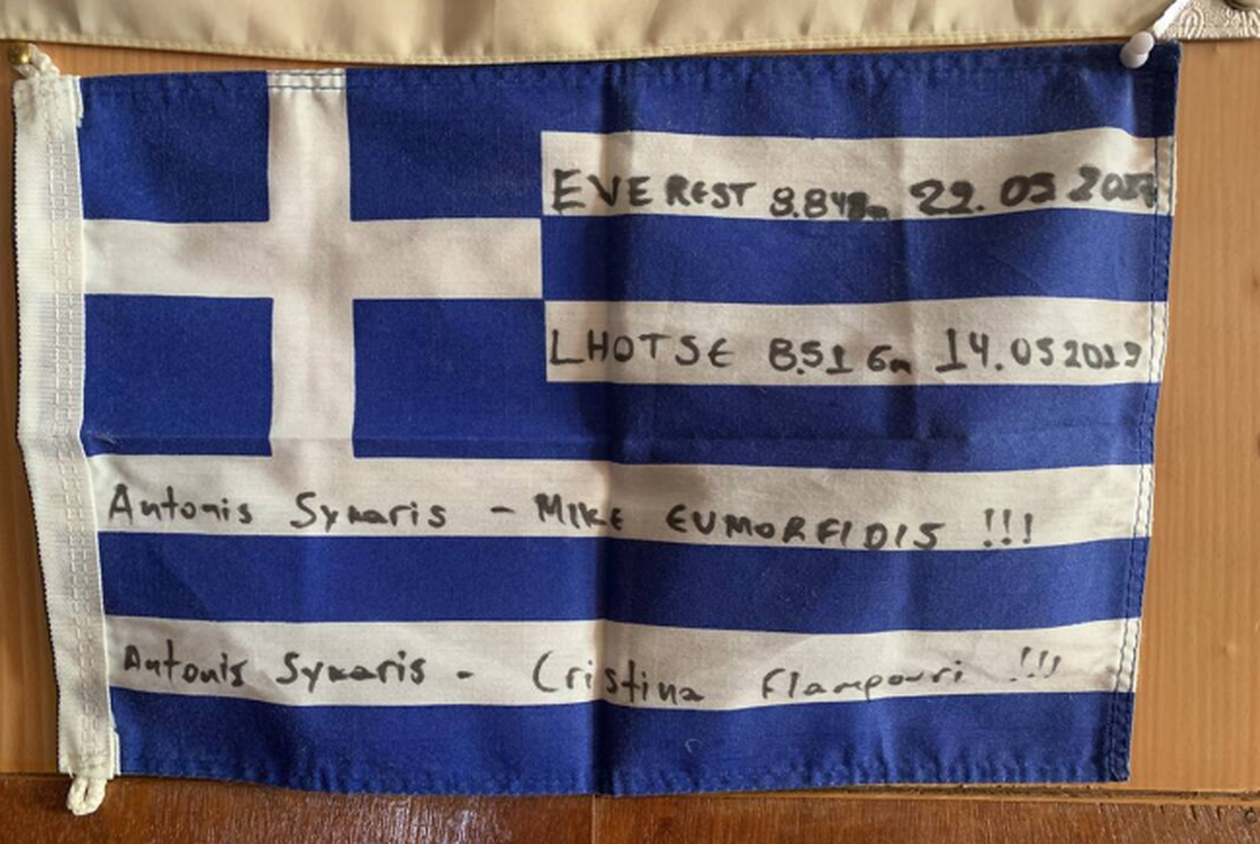 EVEREST 8.848m 22.05 2017
LHOTSE 8.516m 14.05 2019
Antonis Sykaris - MIKE EVMORFIDIS !!!
Antonis Sykaris - Cristina Flampouri !!!